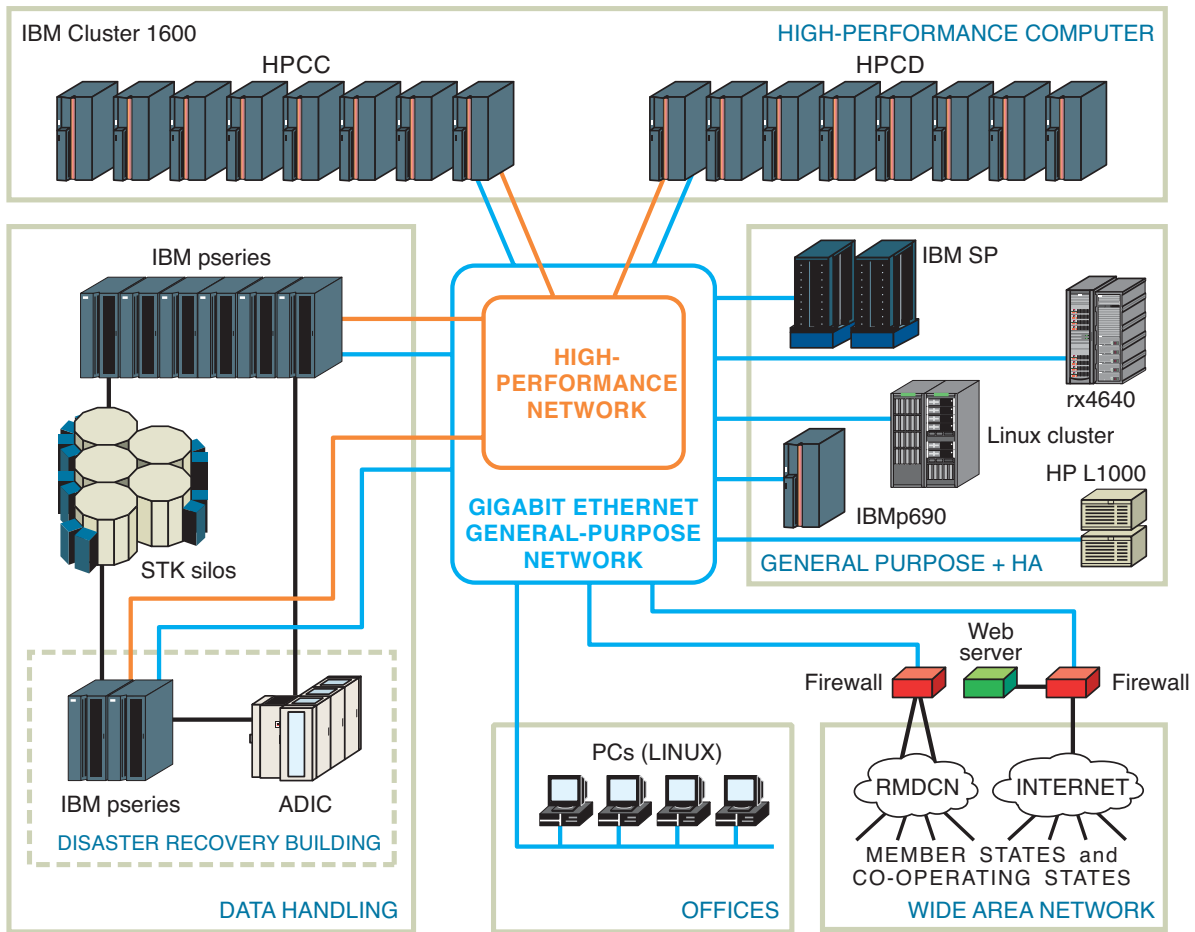 IBM Cluster 1600
HIGH-PERFORMANCE COMPUTER
HPCC
HPCD
IBM pseries
STK silos
IBM pseries
ADIC
DISASTER RECOVERY BUILDING
DATA HANDLING
HIGH-
PERFORMANCE
NETWORK
GIGABIT ETHERNET
GENERAL-PURPOSE
NETWORK
IBM SP
rx4640
Linux cluster
HP L1000
IBMp690
GENERAL PURPOSE + HA
Web
server
Firewall
Firewall
PCs (LINUX)
OFFICES
RMDCN
INTERNET
MEMBER STATES and
CO-OPERATING STATES
WIDE AREA NETWORK